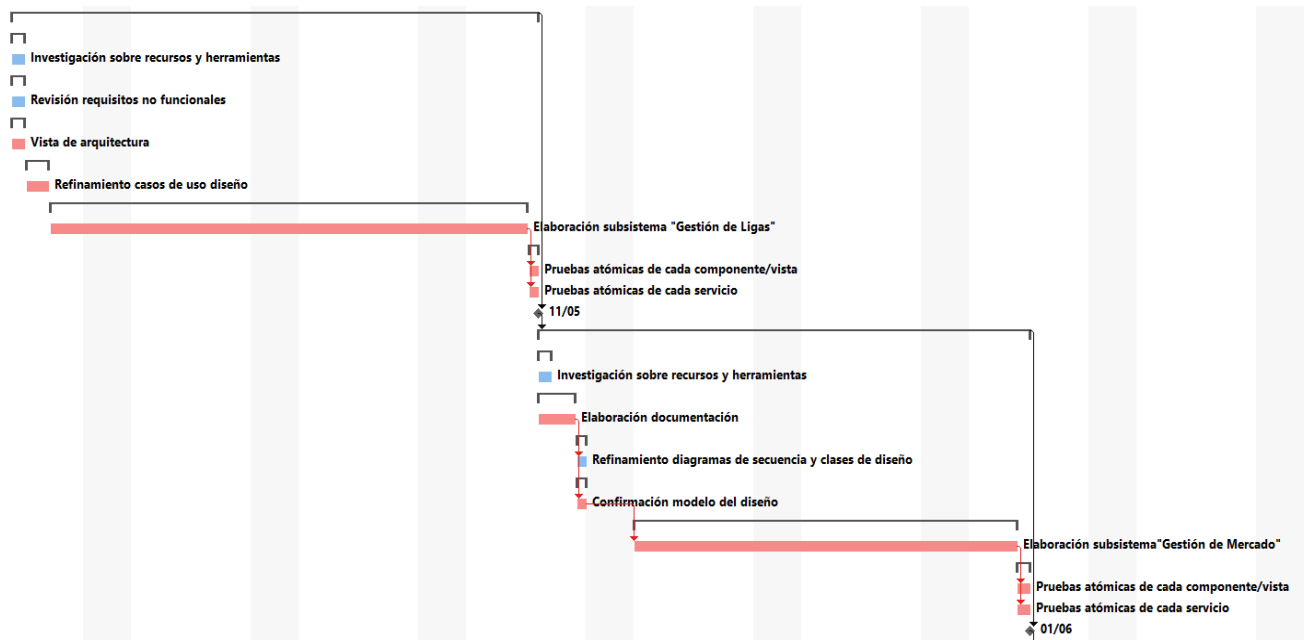 Investigación sobre recursos y herramientas
Revisión requisitos no funcionales
Vista de arquitectura
Refinamiento casos de uso diseño
Elaboración subsistema "Gestión de Ligas"
Pruebas atómicas de cada componente/vista
Pruebas atómicas de cada servicio
11/05
Investigación sobre recursos y herramientas
Elaboración documentación
Refinamiento diagramas de secuencia y clases de diseño
Confirmación modelo del diseño
Elaboración subsistema"Gestión de Mercado"
Pruebas atómicas de cada componente/vista
Pruebas atómicas de cada servicio
01/06